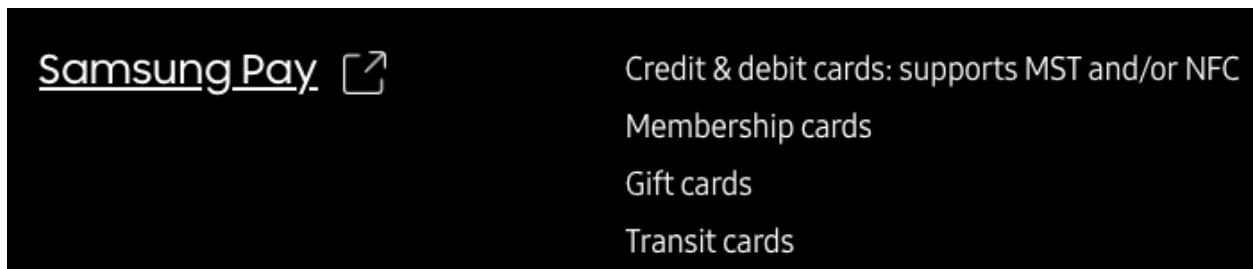 Samsung Pay
Credit & debit cards: supports MST and/or NFC
Membership cards
Gift cards
Transit cards